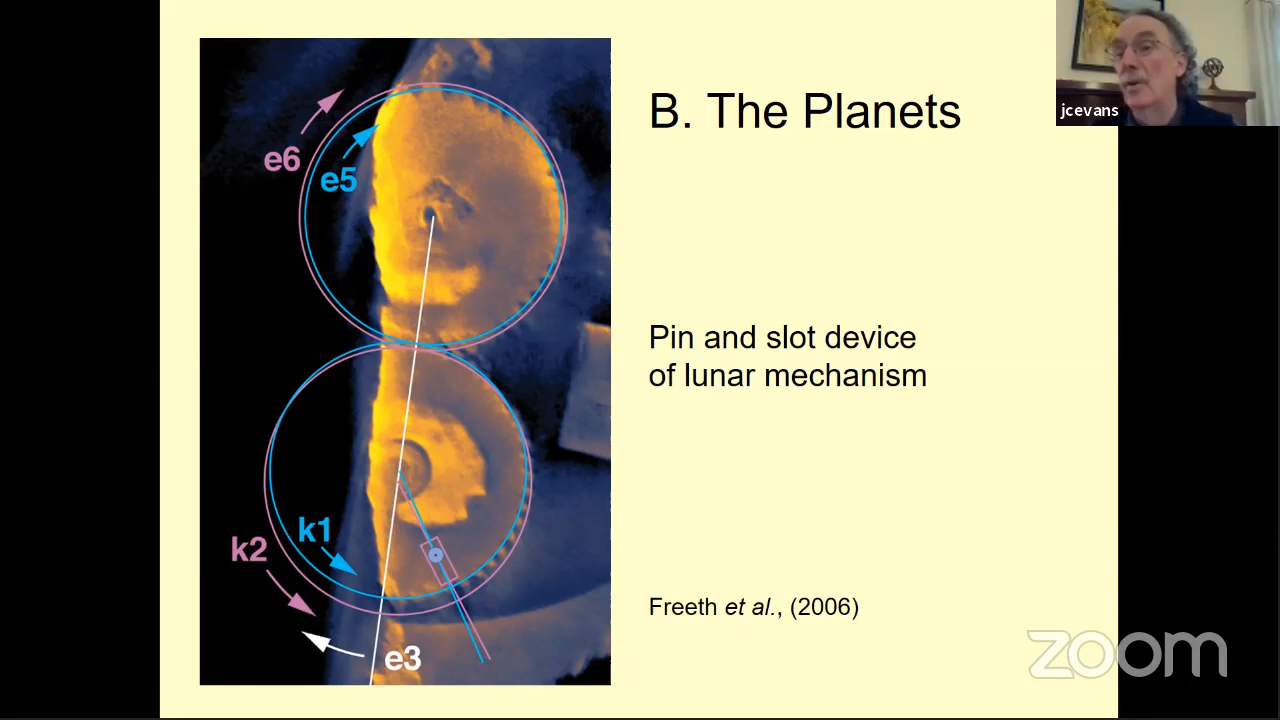 B. The Planets
jcevans
e6
e5
Pin and slot device
of lunar mechanism
k1
k2
e3
Freeth et al., (2006)
zoom